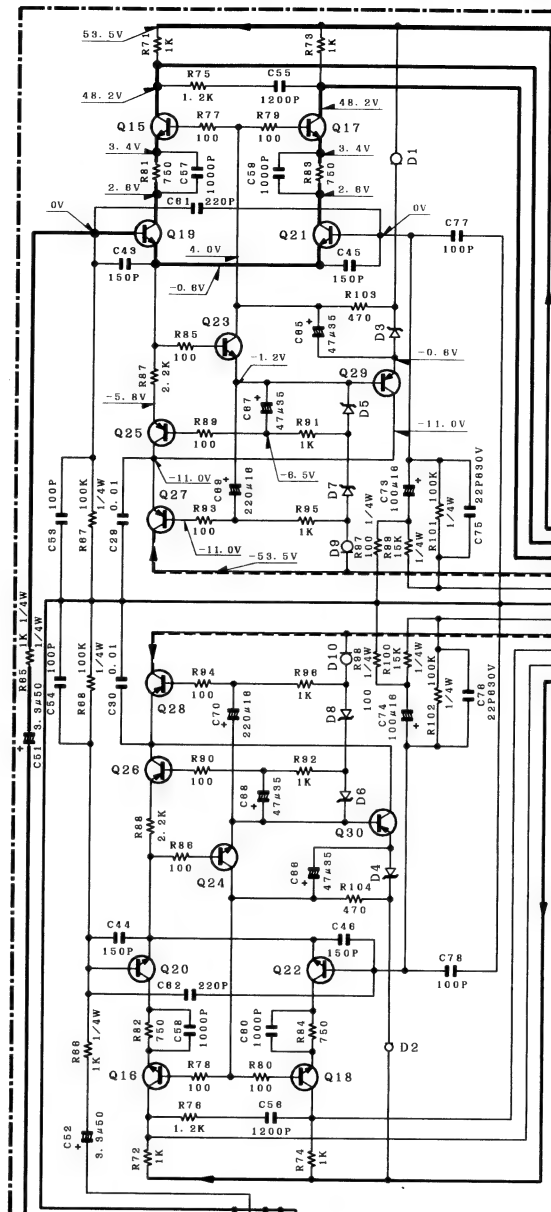 53.5V
R71
1K
R73
1K
R75
1.2K
C55
1200P
48.2V
48.2V
Q15
R77
100
R79
100
Q17
3.4V
3.4V
R81
750
C57
1000P
C59
1000P
R83
750
D1
2.6V
2.6V
C61
220P
0V
0V
Q19
Q21
C77
100P
C43
150P
4.0V
C45
150P
-0.6V
R103
470
Q23
R85
100
C65
47µ35
D3
R87
2.2K
-1.2V
-0.6V
Q29
-5.8V
C67
47µ35
D5
Q25
R89
100
R91
1K
-11.0V
-6.5V
-11.0V
C53
100P
R67
100K
1/4W
C29
0.01
Q27
C69
220µ16
D7
C73
100µ16
R101
100K
1/4W
C75
22P630V
R93
100
R95
1K
-11.0V
D9
R97
100
1/4W
R99
15K
1/4W
-53.5V
R65
1K 1/4W
1/4W
C54
100P
R68
100K
1/4W
C30
0.01
C51
3.3µ50
Q28
R94
100
R96
1K
D10
R98
100
1/4W
R100
15K
1/4W
R102
100K
1/4W
C76
22P630V
C70
220µ16
D8
C74
100µ16
Q26
R90
100
R92
1K
C68
47µ35
D6
Q30
R88
2.2K
R86
100
Q24
C66
47µ35
D4
R104
470
C44
150P
C46
150P
Q20
Q22
C78
100P
C62
220P
R66
1K
1/4W
R82
750
C58
1000P
C60
1000P
R84
750
D2
Q16
R78
100
R80
100
Q18
R76
1.2K
C56
1200P
C52
3.3µ50
R72
1K
R74
1K